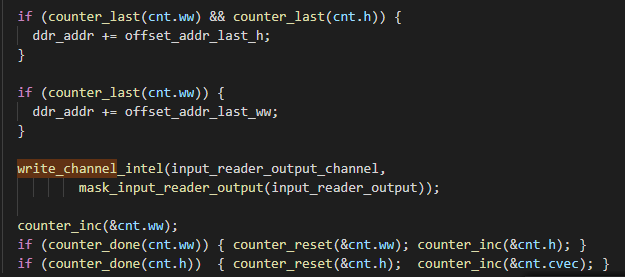 if (counter_last(cnt.ww) && counter_last(cnt.h)) {
ddr_addr += offset_addr_last_h;
}
if (counter_last(cnt.ww)) {
ddr_addr += offset_addr_last_ww;
}
write_channel_intel(input_reader_output_channel,
mask_input_reader_output(input_reader_output));
counter_inc(&cnt.ww);
if (counter_done(cnt.ww)) { counter_reset(&cnt.ww); counter_inc(&cnt.h); }
if (counter_done(cnt.h))  { counter_reset(&cnt.h);  counter_inc(&cnt.cvec); }